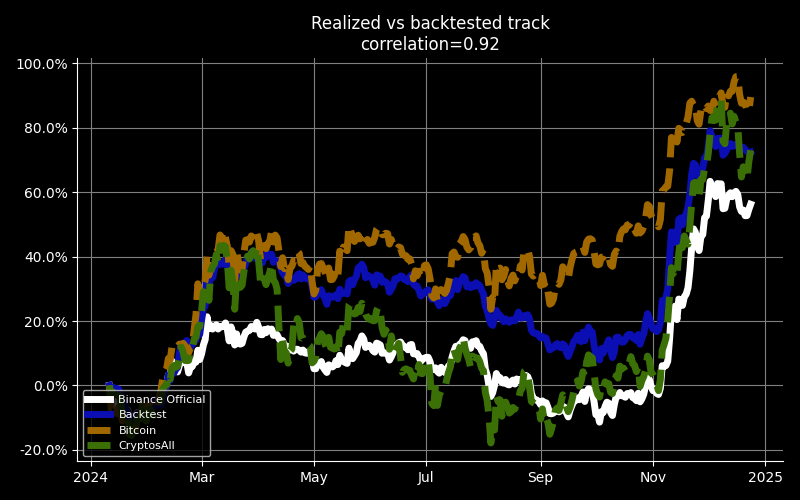 Realized vs backtested track
correlation=0.92
100.0%
80.0%
60.0%
40.0%
20.0%
0.0%
-20.0%
Binance Official
Backtest
Bitcoin
CryptosAll
2024
Mar
May
Jul
Sep
Nov
2025